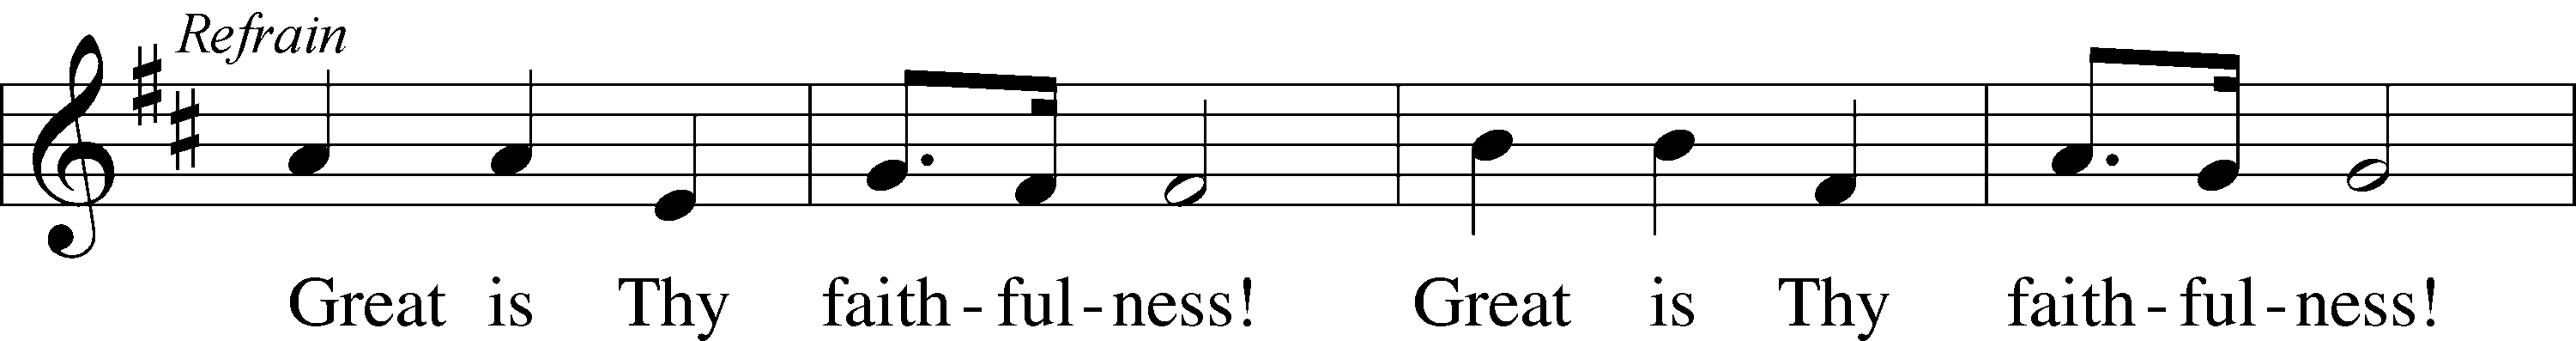 Refrain
Great is Thy faith-ful-ness! Great is Thy faith-ful-ness!